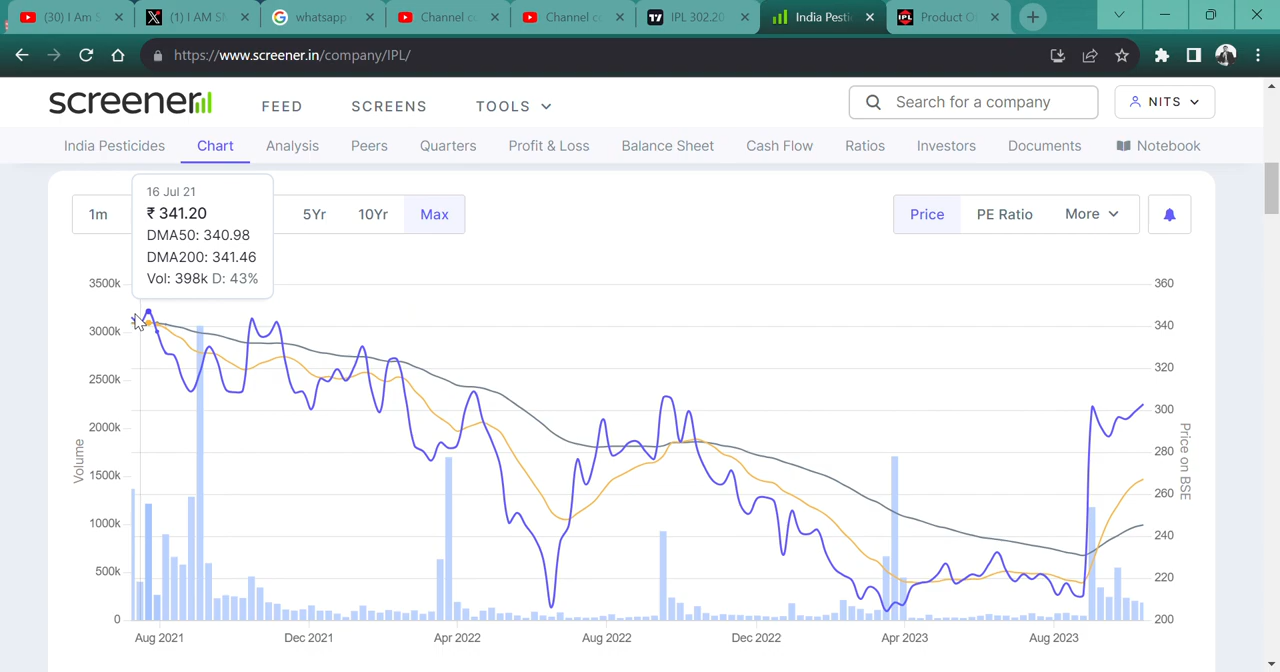 (30) I Am S
(1) I AM SM
whatsapp
Channel c
Channel c
IPL 302.20
India Pestic
Product O
https://www.screener.in/company/IPL/
screener
FEED
SCREENS
TOOLS
Search for a company
NITS
India Pesticides
Chart
Analysis
Peers
Quarters
Profit & Loss
Balance Sheet
Cash Flow
Ratios
Investors
Documents
Notebook
16 Jul 21
₹ 341.20
DMA50: 340.98
DMA200: 341.46
Vol: 398k D: 43%
1m
5Yr
10Yr
Max
Price
PE Ratio
More
3500k
3000k
2500k
2000k
1500k
1000k
500k
0
Volume
360
340
320
300
280
260
240
220
200
Price on BSE
Aug 2021
Dec 2021
Apr 2022
Aug 2022
Dec 2022
Apr 2023
Aug 2023